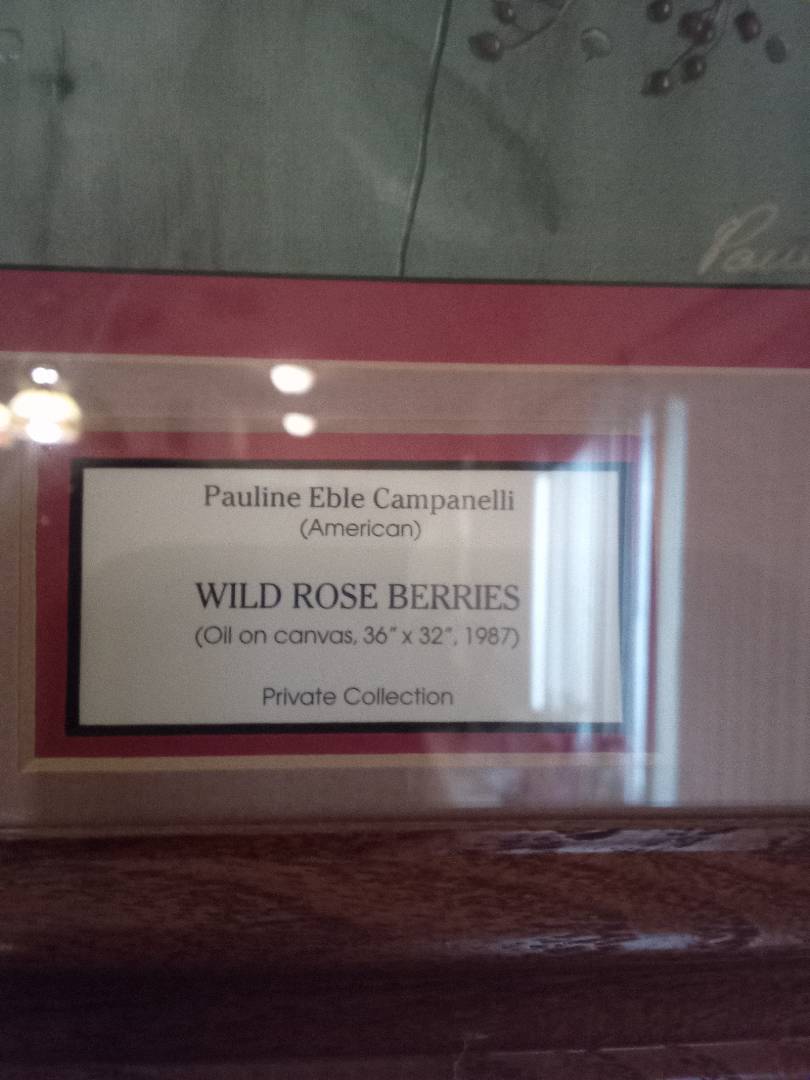 Pauline Eble Campanelli
(American)
WILD ROSE BERRIES
(Oil on canvas, 36" x 32", 1987)
Private Collection